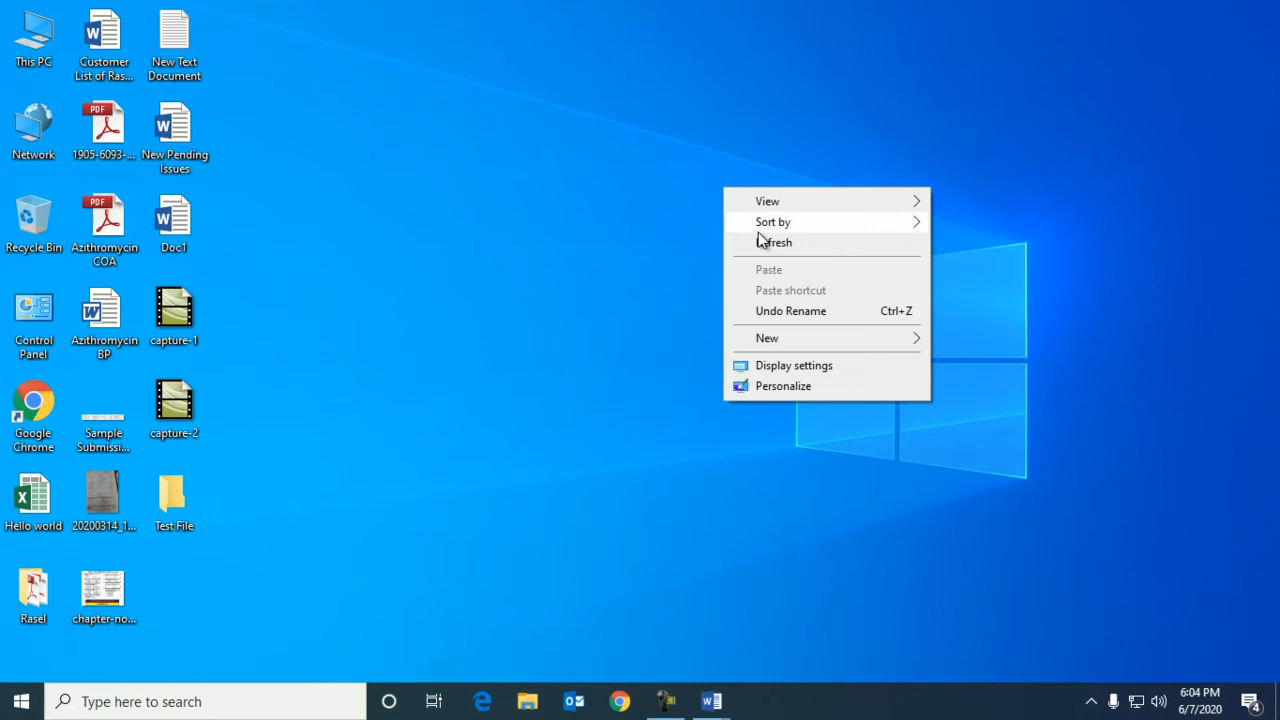 This PC
Customer
List of Ras...
New Text
Document
Network
1905-6093-...
New Pending
Issues
Recycle Bin
Azithromycin
COA
Doc1
Control
Panel
Azithromycin
BP
capture-1
Google
Chrome
Sample
Submissi...
capture-2
Hello world
20200314_1...
Test File
Rasel
chapter-no...
PDF
PDF
View
Sort by
Refresh
Paste
Paste shortcut
Undo Rename Ctrl+Z
New
Display settings
Personalize
Type here to search
6:04 PM
6/7/2020
4